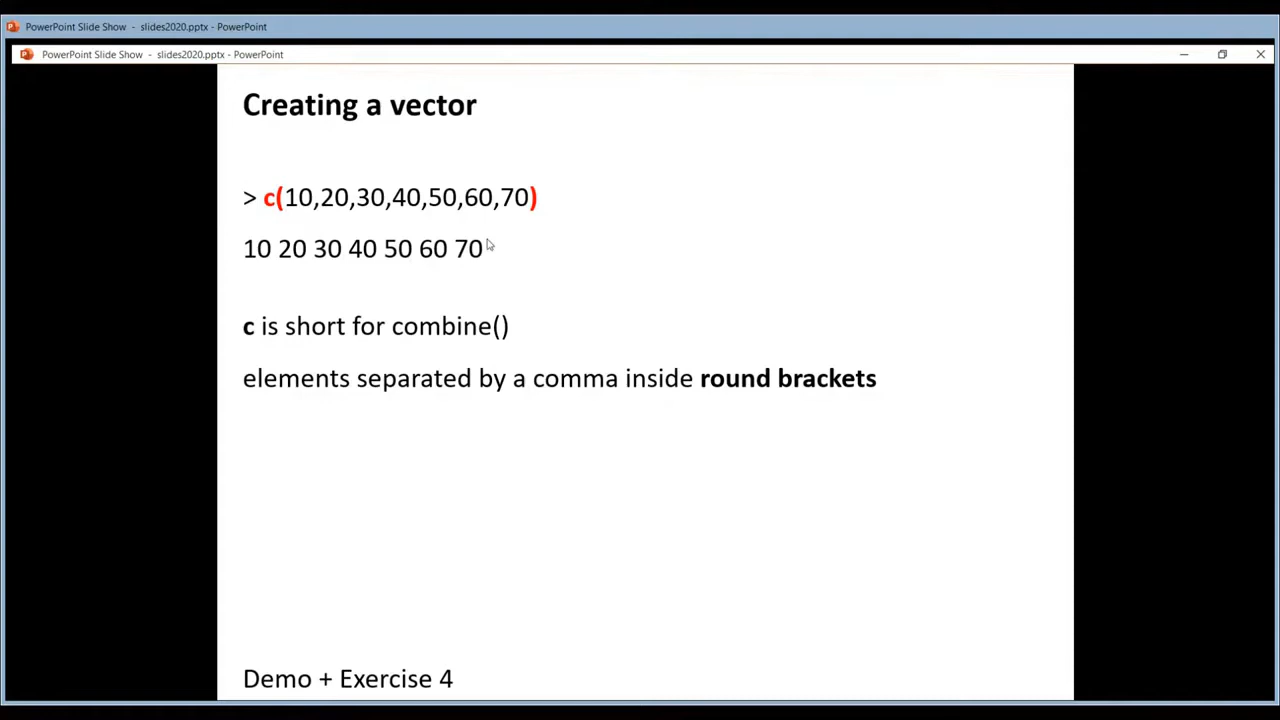 PowerPoint Slide Show - slides2020.pptx - PowerPoint
PowerPoint Slide Show - slides2020.pptx - PowerPoint
Creating a vector
> c(10,20,30,40,50,60,70)
10 20 30 40 50 60 70
c is short for combine()
elements separated by a comma inside round brackets
Demo + Exercise 4